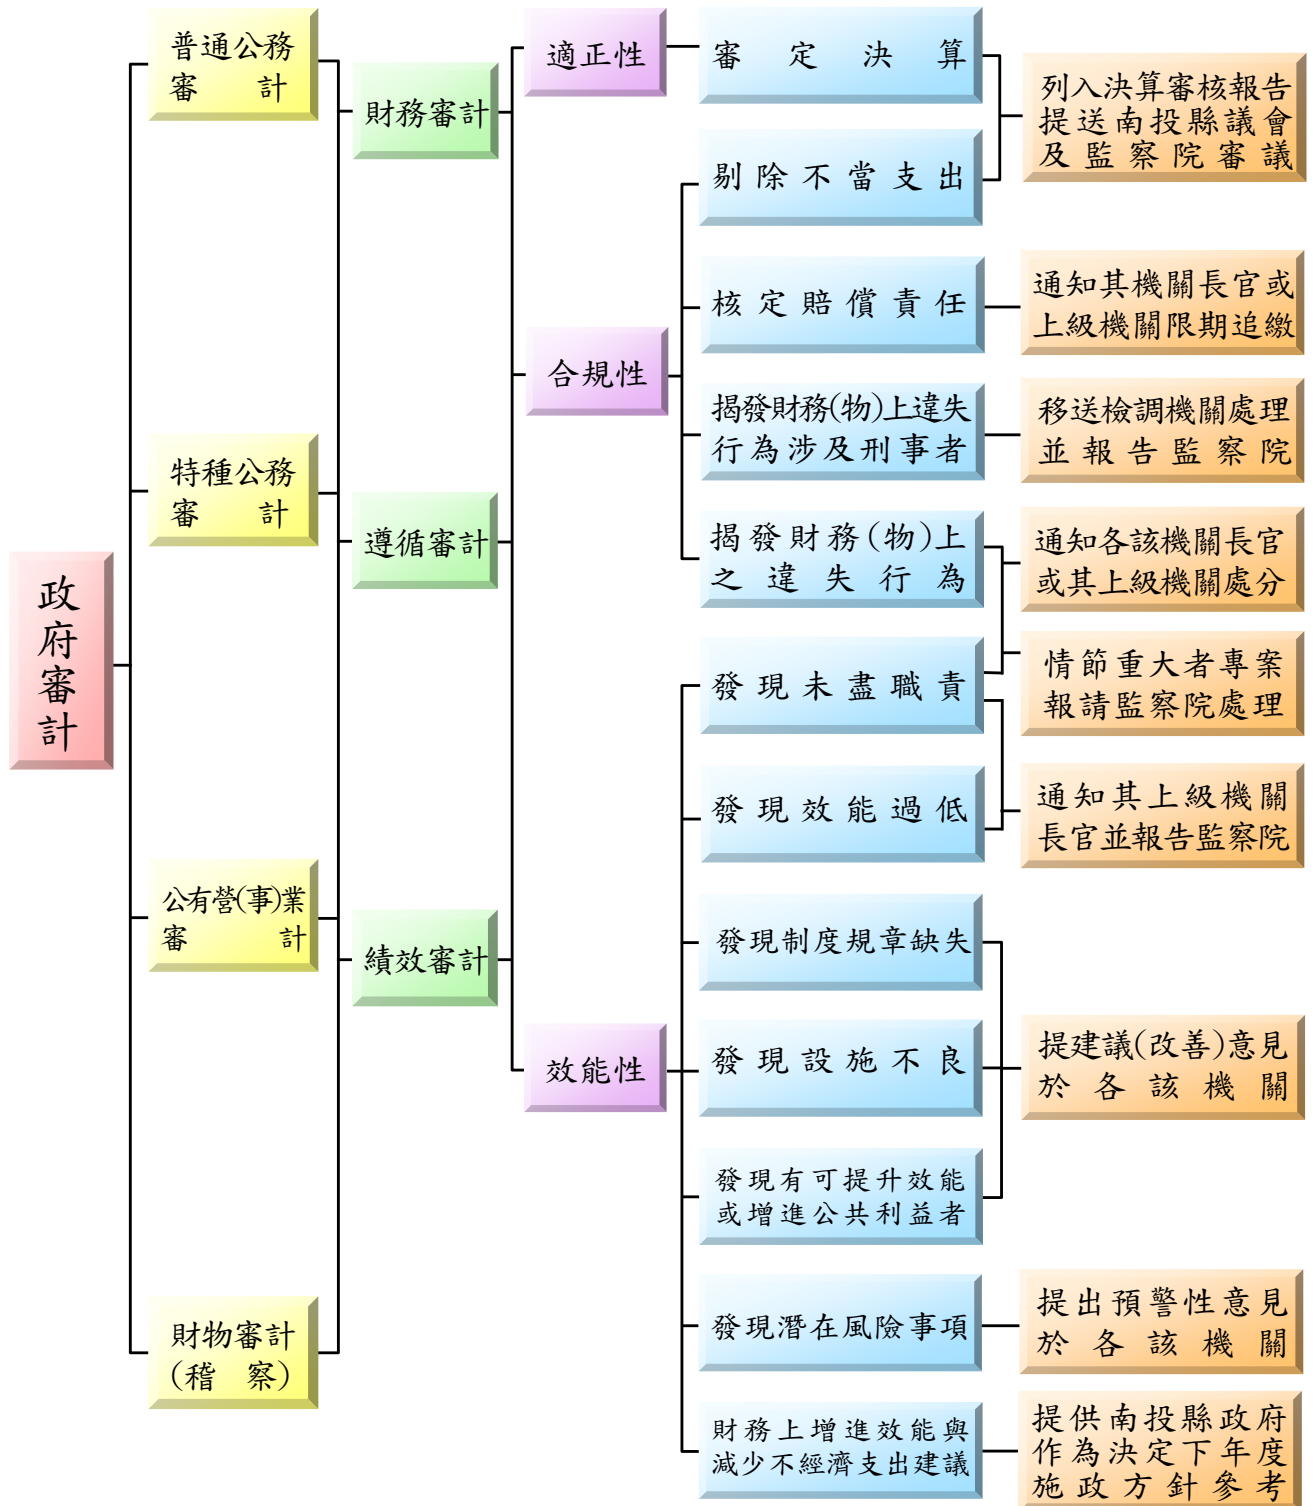 政府審計
普通公務
審計
特種公務
審計
公有營(事)業
審計
財物審計
(稽察)
財務審計
遵循審計
績效審計
適正性
合規性
效能性
審定決算
剔除不當支出
核定賠償責任
揭發財務(物)上違失
行為涉及刑事者
揭發財務(物)上
之違失行為
發現未盡職責
發現效能過低
發現制度規章缺失
發現設施不良
發現有可提升效能
或增進公共利益者
發現潛在風險事項
財務上增進效能與
減少不經濟支出建議
列入決算審核報告
提送南投縣議會
及監察院審議
通知其機關長官或
上級機關限期追繳
移送檢調機關處理
並報告監察院
通知各該機關長官
或其上級機關處分
情節重大者專案
報請監察院處理
通知其上級機關
長官並報告監察院
提建議(改善)意見
於各該機關
提出預警性意見
於各該機關
提供南投縣政府
作為決定下年度
施政方針參考